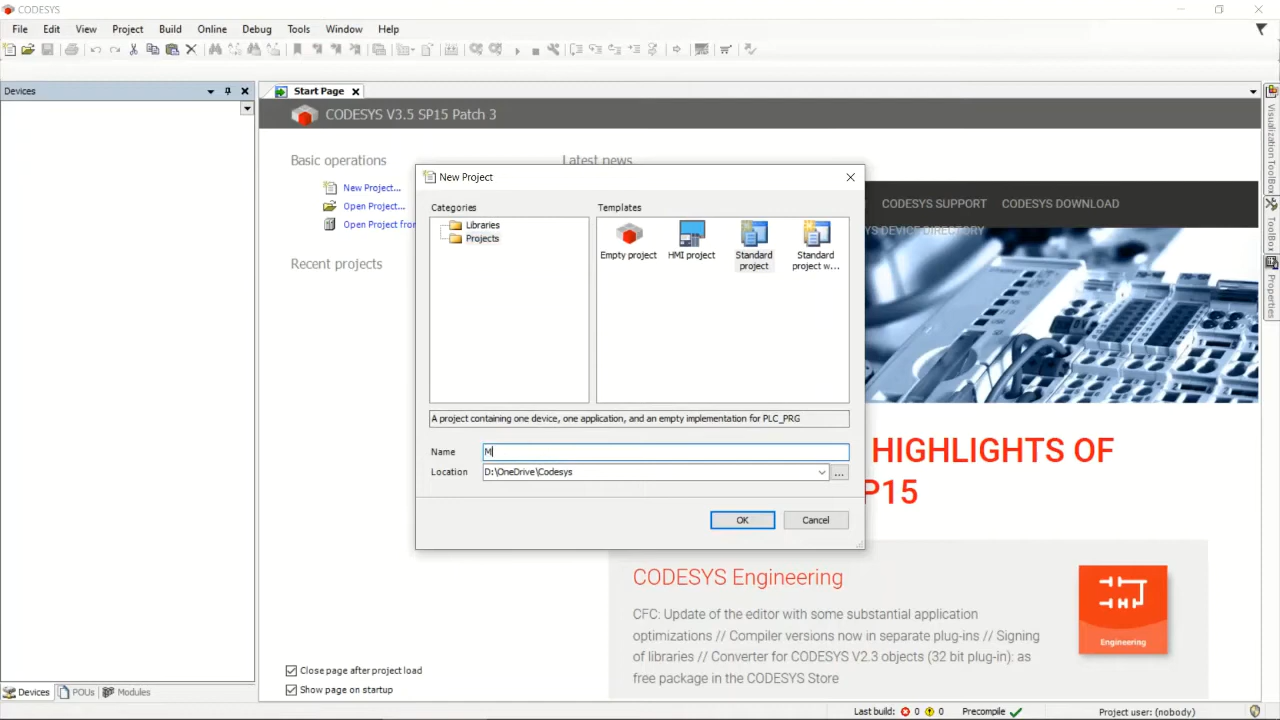 CODESYS
File Edit View Project Build Online Debug Tools Window Help
Devices
Start Page
CODESYS V3.5 SP15 Patch 3
Basic operations
New Project...
Open Project...
Open Project from
Recent projects
Latest news
CODESYS SUPPORT CODESYS DOWNLOAD
YS DEVICE DIRECTORY
New Project
Categories
Libraries
Projects
Templates
Empty project
HMI project
Standard
project
Standard
project w...
A project containing one device, one application, and an empty implementation for PLC_PRG
Name M
Location D:\OneDrive\Codesys ...
OK Cancel
HIGHLIGHTS OF
P15
CODESYS Engineering
CFC: Update of the editor with some substantial application
optimizations // Compiler versions now in separate plug-ins // Signing
of libraries // Converter for CODESYS V2.3 objects (32 bit plug-in): as
free package in the CODESYS Store
Engineering
Close page after project load
Show page on startup
Visualization ToolBox
ToolBox
Properties
Devices POUs Modules
Last build: 0 0 Precompile Project user: (nobody)